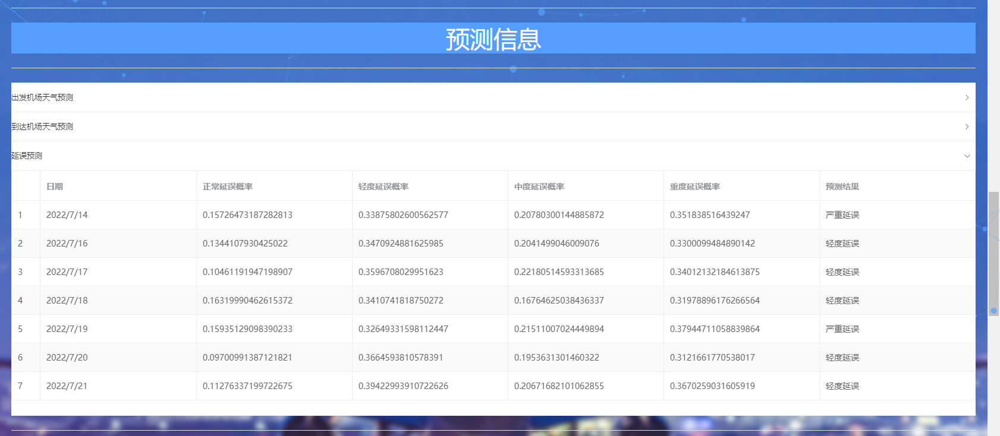 预测信息
出发机场天气预测
到达机场天气预测
延误预测
日期 正常延误概率 轻度延误概率 中度延误概率 重度延误概率 预测结果
1 2022/7/14 0.15726473187282813 0.33875802600562577 0.20780300144885872 0.351838516439247 严重延误
2 2022/7/16 0.1344107930425022 0.3470924881625985 0.2041499046009076 0.3300099484890142 轻度延误
3 2022/7/17 0.10461191947198907 0.3596708029951623 0.22180514593313685 0.34012132184613875 轻度延误
4 2022/7/18 0.16319990462615372 0.3410741818750272 0.16764625038436337 0.31978896176266564 轻度延误
5 2022/7/19 0.15935129098390233 0.32649331598112447 0.21511007024449894 0.37944711058839864 严重延误
6 2022/7/20 0.09700991387121821 0.3664593810578391 0.1953631301460322 0.3121661770538017 轻度延误
7 2022/7/21 0.11276337199722675 0.39422993910722626 0.20671682101062855 0.3670259031605919 轻度延误